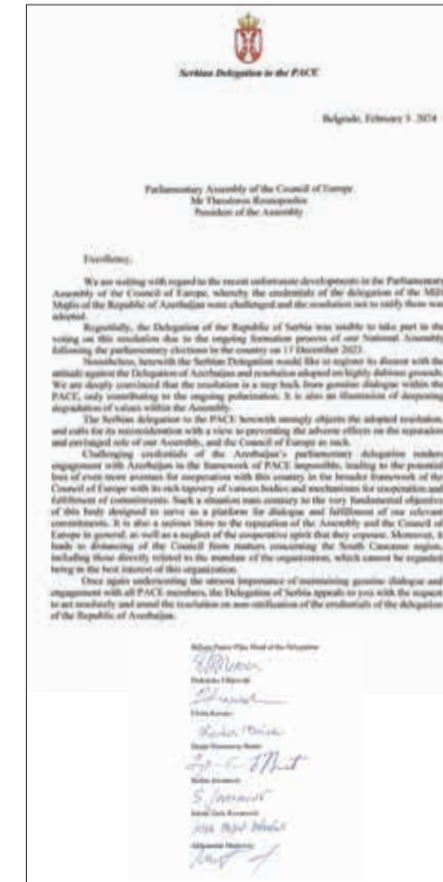 Serbian Delegation to the PACE
Belgrade, February 9. 2024
Parliamentary Assembly of the Council of Europe
Mr Theodoros Rousopoulos
President of the Assembly
Excellency,
We are writing with regard to the recent unfortunate developments in the Parliamentary
Assembly of the Council of Europe, whereby the credentials of the delegation of the Milli
Majlis of the Republic of Azerbaijan were challenged and the resolution not to ratify them was
adopted.
Regretfully, the Delegation of the Republic of Serbia was unable to take part in the
voting on this resolution due to the ongoing formation process of our National Assembly
following the parliamentary elections in the country on 17 December 2023.
Nonetheless, herewith the Serbian Delegation would like to register its dissent with the
attitude against the Delegation of Azerbaijan and resolution adopted on highly dubious grounds.
We are deeply convinced that the resolution is a step back from genuine dialogue within the
PACE, only contributing to the ongoing polarization. It is also an illustration of deepening
degradation of values within the Assembly.
The Serbian delegation to the PACE herewith strongly objects the adopted resolution,
and calls for its reconsideration with a view to preventing the adverse effects on the reputation
and envisaged role of our Assembly, and the Council of Europe as such.
Challenging credentials of the Azerbaijan's parliamentary delegation renders
engagement with Azerbaijan in the framework of PACE impossible, leading to the potential
loss of even more avenues for cooperation with this country in the broader framework of the
Council of Europe with its rich tapestry of various bodies and mechanisms for cooperation and
fulfillment of commitments. Such a situation runs contrary to the very fundamental objective
of this body designed to serve as a platform for dialogue and fulfillment of our relevant
commitments. It is also a serious blow to the reputation of the Assembly and the Council of
Europe in general, as well as a neglect of the cooperative spirit that they espouse. Moreover, it
leads to distancing of the Council from matters concerning the South Caucasus region,
including those directly related to the mandate of the organization, which cannot be regarded
being in the best interest of this organization.
Once again underscoring the utmost importance of maintaining genuine dialogue and
engagement with all PACE members, the Delegation of Serbia appeals to you with the request
to act resolutely and annul the resolution on non-ratification of the credentials of the delegation
of the Republic of Azerbaijan.
Head of the Delegation